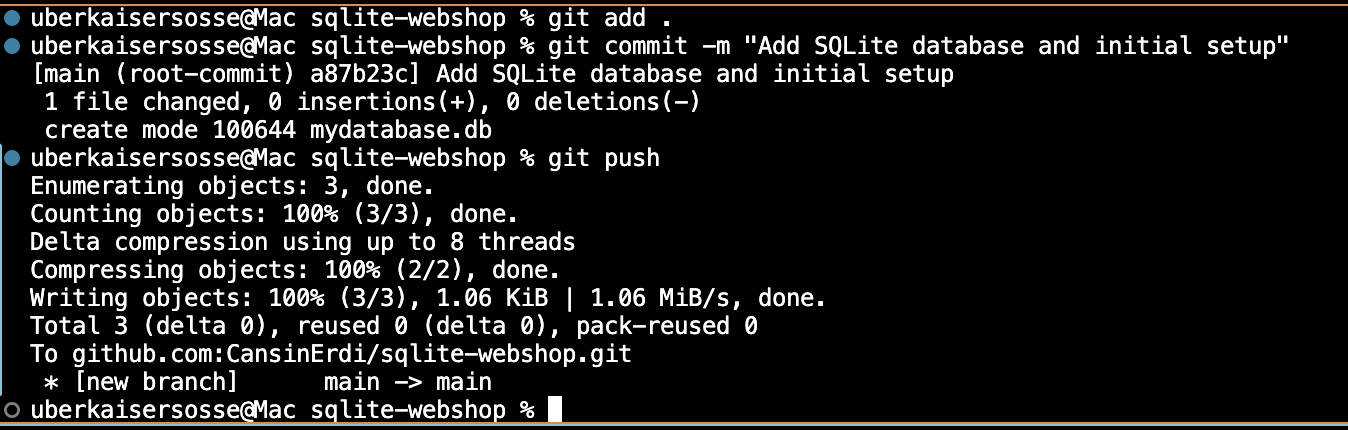 uberkaisersosse@Mac sqlite-webshop % git add .
uberkaisersosse@Mac sqlite-webshop % git commit -m "Add SQLite database and initial setup"
[main (root-commit) a87b23c] Add SQLite database and initial setup
 1 file changed, 0 insertions(+), 0 deletions(-)
 create mode 100644 mydatabase.db
uberkaisersosse@Mac sqlite-webshop % git push
Enumerating objects: 3, done.
Counting objects: 100% (3/3), done.
Delta compression using up to 8 threads
Compressing objects: 100% (2/2), done.
Writing objects: 100% (3/3), 1.06 KiB | 1.06 MiB/s, done.
Total 3 (delta 0), reused 0 (delta 0), pack-reused 0
To github.com:CansinErdi/sqlite-webshop.git
 * [new branch]      main -> main
uberkaisersosse@Mac sqlite-webshop %